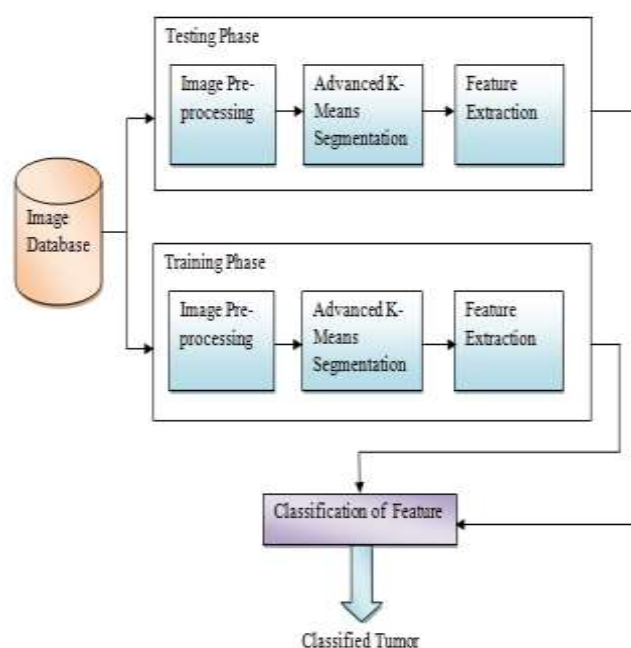 Testing Phase
Image Pre-
processing
Advanced K-
Means
Segmentation
Feature
Extraction
Image
Database
Training Phase
Image Pre-
processing
Advanced K-
Means
Segmentation
Feature
Extraction
Classification of Feature
Classified Tumor